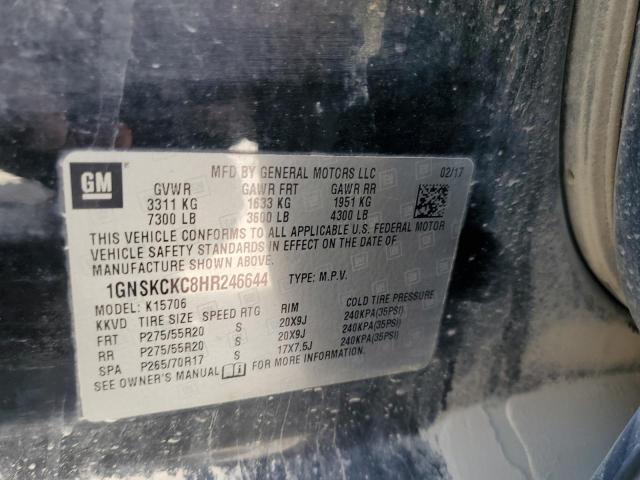 GM
MFD BY GENERAL MOTORS LLC 02/17
GVWR GAWR FRT GAWR RR
3311 KG 1633 KG 1951 KG
7300 LB 3600 LB 4300 LB
THIS VEHICLE CONFORMS TO ALL APPLICABLE U.S. FEDERAL MOTOR
VEHICLE SAFETY STANDARDS IN EFFECT ON THE DATE OF
MANUFACTURE SHOWN ABOVE.
1GNSKCKC8HR246644 TYPE: M.P.V.
MODEL: K15706
KKVD TIRE SIZE SPEED RTG RIM COLD TIRE PRESSURE
FRT P275/55R20 S 20X9J 240KPA(35PSI)
RR P275/55R20 S 20X9J 240KPA(35PSI)
SPA P265/70R17 S 17X7.5J 240KPA(35PSI)
SEE OWNER'S MANUAL FOR MORE INFORMATION.